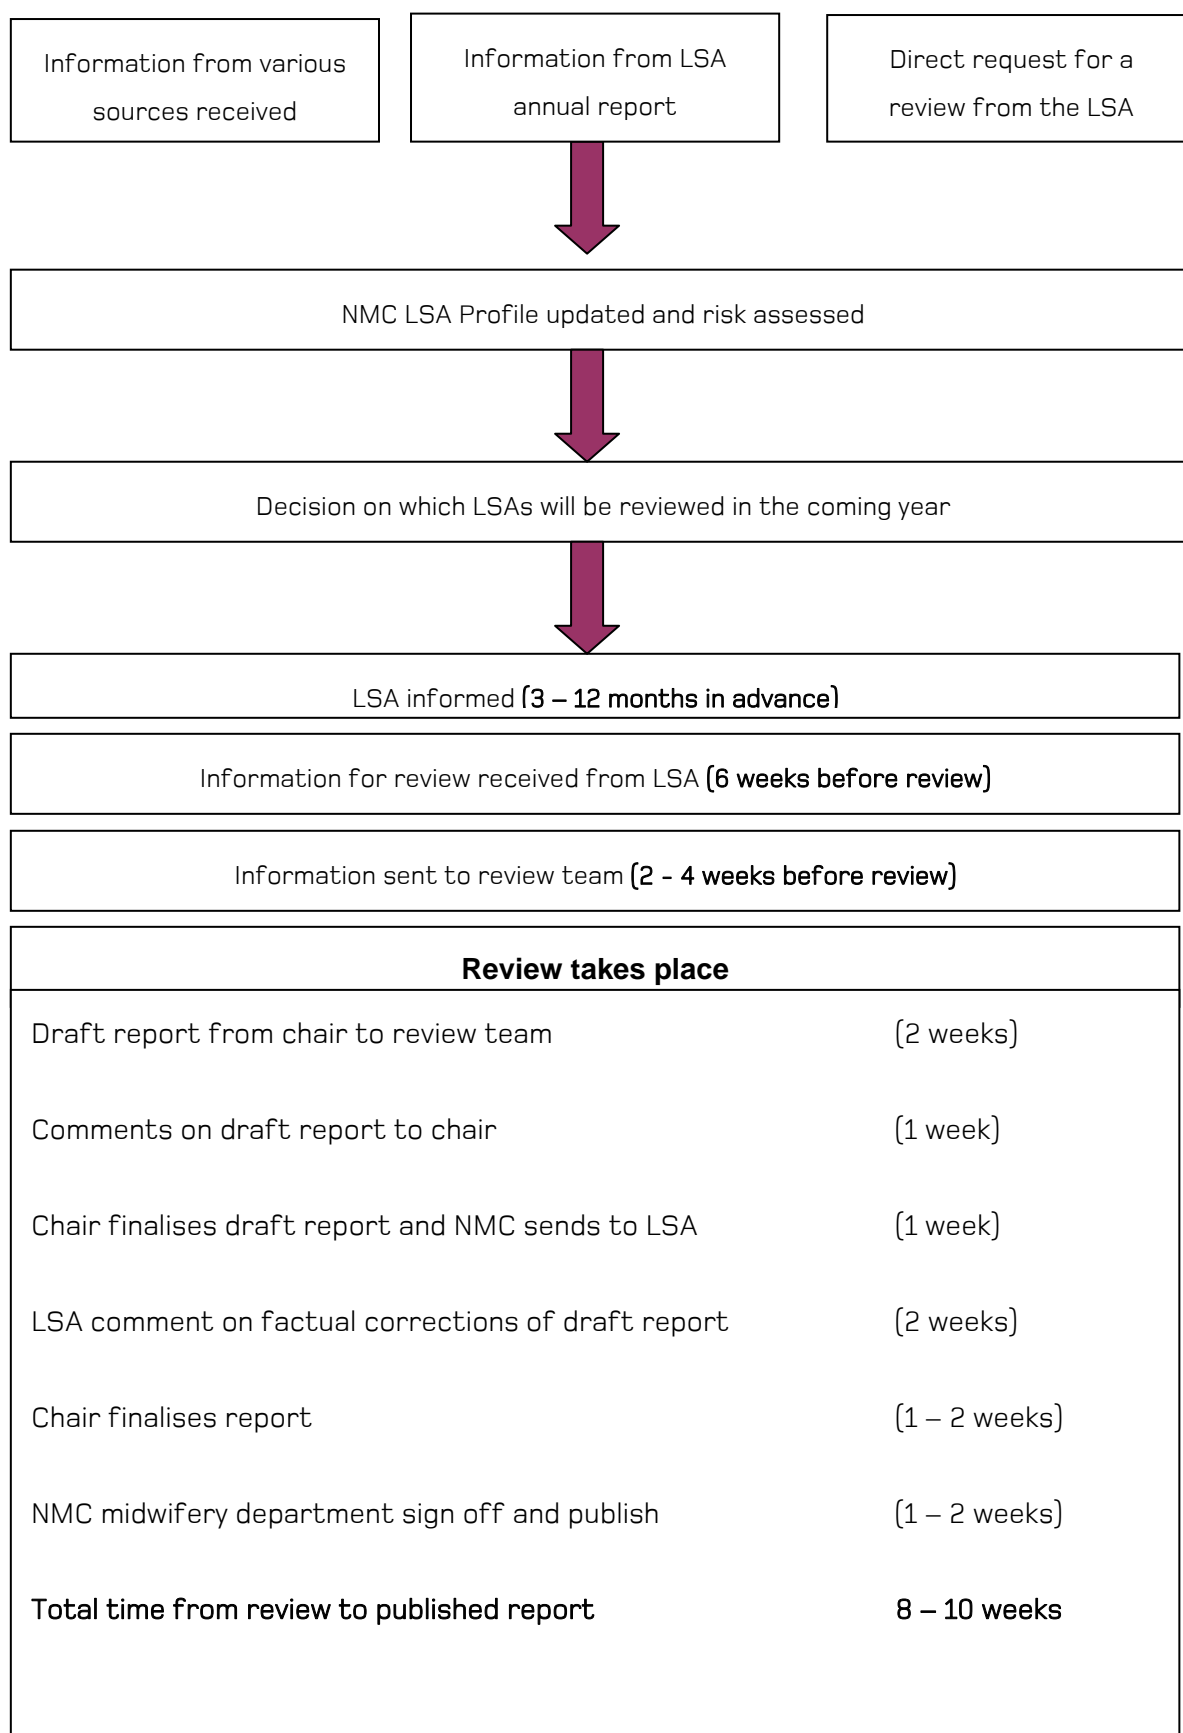 Information from various
sources received
Information from LSA
annual report
Direct request for a
review from the LSA
NMC LSA Profile updated and risk assessed
Decision on which LSAs will be reviewed in the coming year
LSA informed (3 – 12 months in advance)
Information for review received from LSA (6 weeks before review)
Information sent to review team (2 - 4 weeks before review)
Review takes place
Draft report from chair to review team (2 weeks)
Comments on draft report to chair (1 week)
Chair finalises draft report and NMC sends to LSA (1 week)
LSA comment on factual corrections of draft report (2 weeks)
Chair finalises report (1 – 2 weeks)
NMC midwifery department sign off and publish (1 – 2 weeks)
Total time from review to published report 8 – 10 weeks